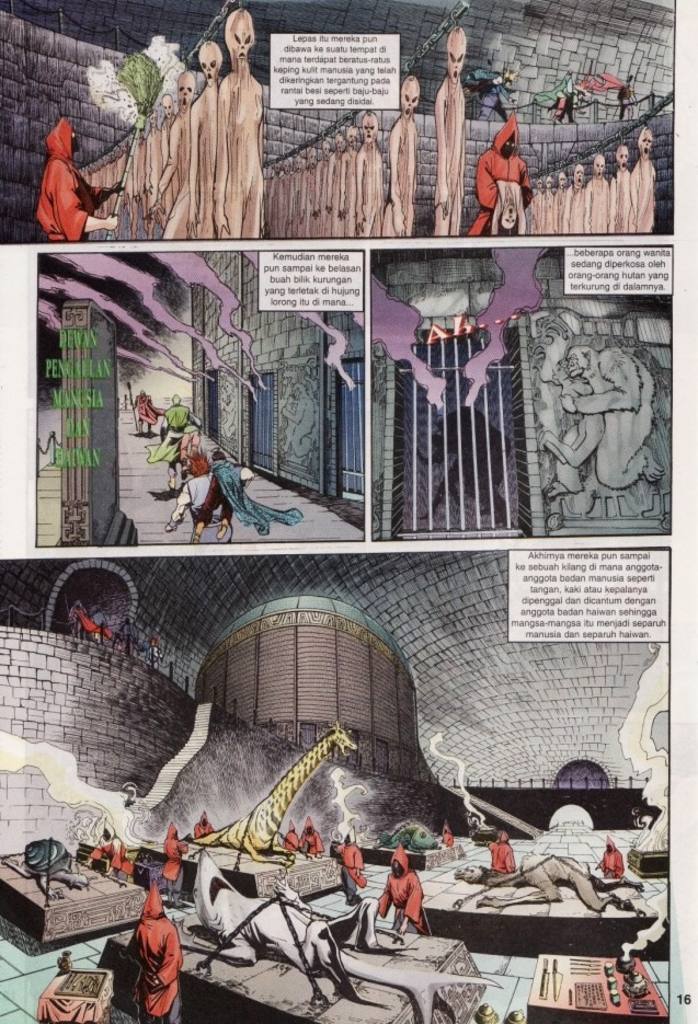 Lepas itu mereka pun
dibawa ke suatu tempat di
mana terdapat beratus-ratus
keping kulit manusia yang telah
dikeringkan tergantung pada
rantai besi seperti baju-baju
yang sedang disidai.
Kemudian mereka
pun sampai ke belasan
buah bilik kurungan
yang terletak di hujung
lorong itu di mana...
DEWAN
PENGAULAN
MANUSIA
DAN
HAIWAN
...beberapa orang wanita
sedang diperkosa oleh
orang-orang hutan yang
terkurung di dalamnya.
Ah...
Akhirnya mereka pun sampai
ke sebuah kilang di mana anggota-
anggota badan manusia seperti
tangan, kaki atau kepalanya
dipenggal dan dicantum dengan
anggota badan haiwan sehingga
mangsa-mangsa itu menjadi separuh
manusia dan separuh haiwan.
16